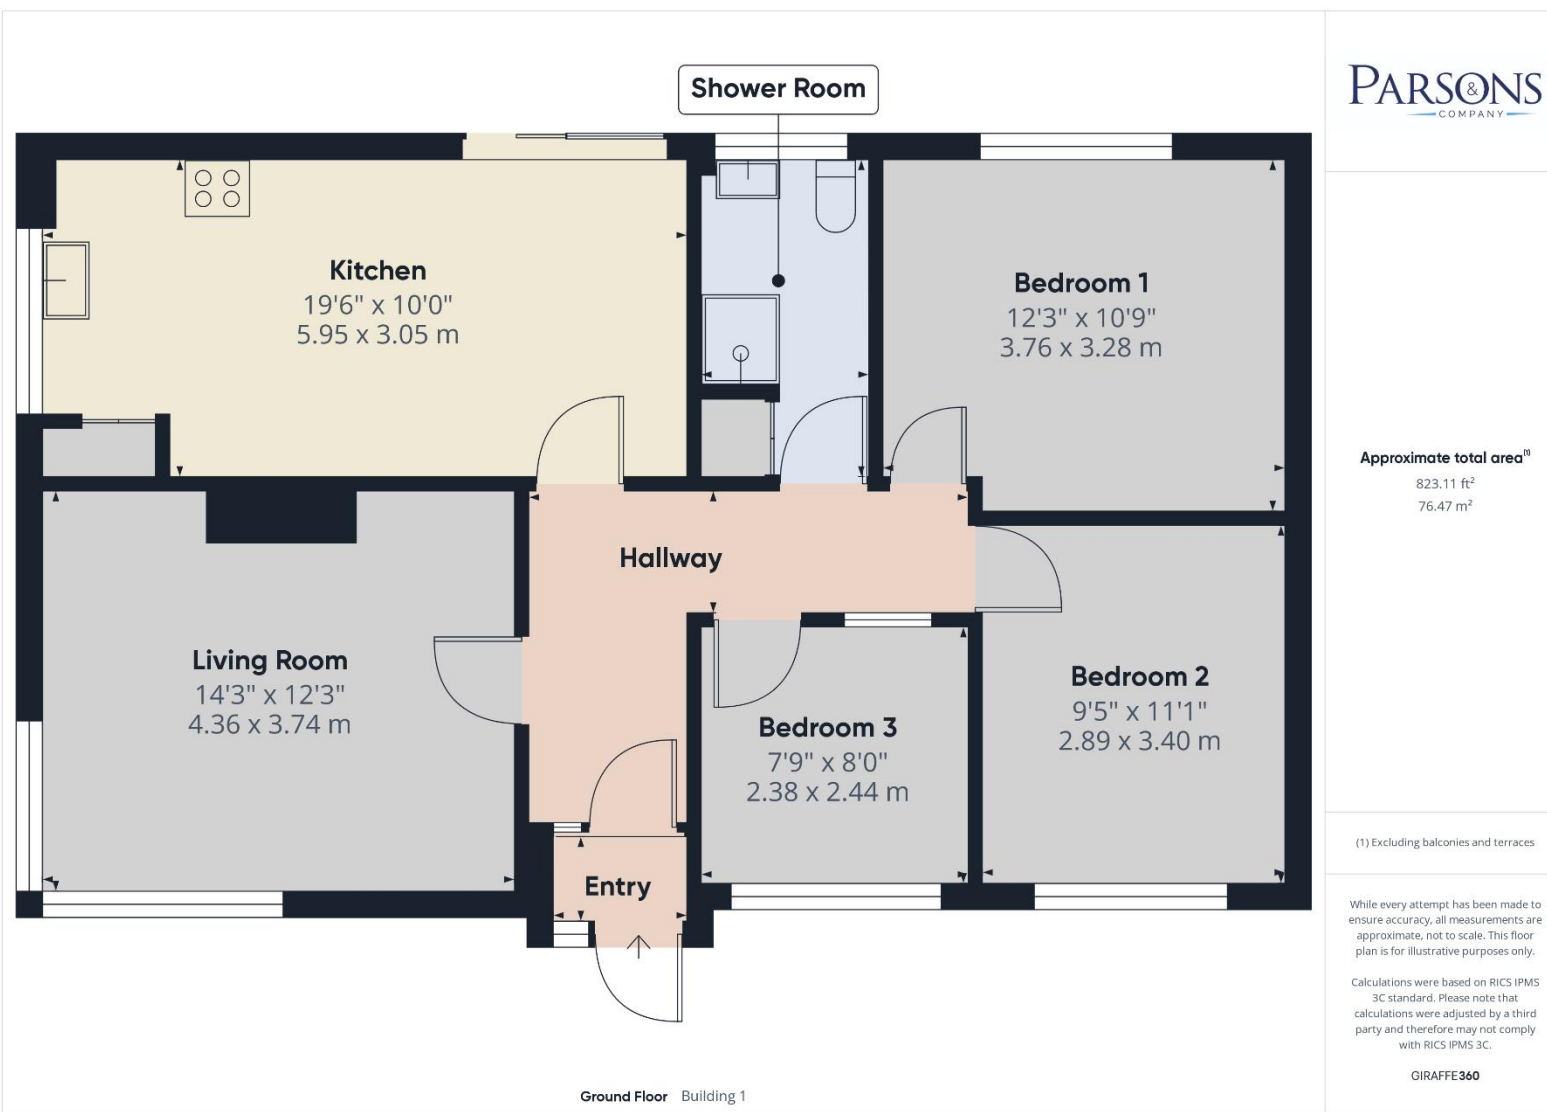 Shower Room
PARSONS
&
COMPANY
Kitchen
19'6" x 10'0"
5.95 x 3.05 m
Bedroom 1
12'3" x 10'9"
3.76 x 3.28 m
Approximate total area(1)
823.11 ft²
76.47 m²
Hallway
Living Room
14'3" x 12'3"
4.36 x 3.74 m
Bedroom 2
9'5" x 11'1"
2.89 x 3.40 m
Bedroom 3
7'9" x 8'0"
2.38 x 2.44 m
Entry
(1) Excluding balconies and terraces
While every attempt has been made to
ensure accuracy, all measurements are
approximate, not to scale. This floor
plan is for illustrative purposes only.
Calculations were based on RICS IPMS
3C standard. Please note that
calculations were adjusted by a third
party and therefore may not comply
with RICS IPMS 3C.
GIRAFFE360
Ground Floor Building 1